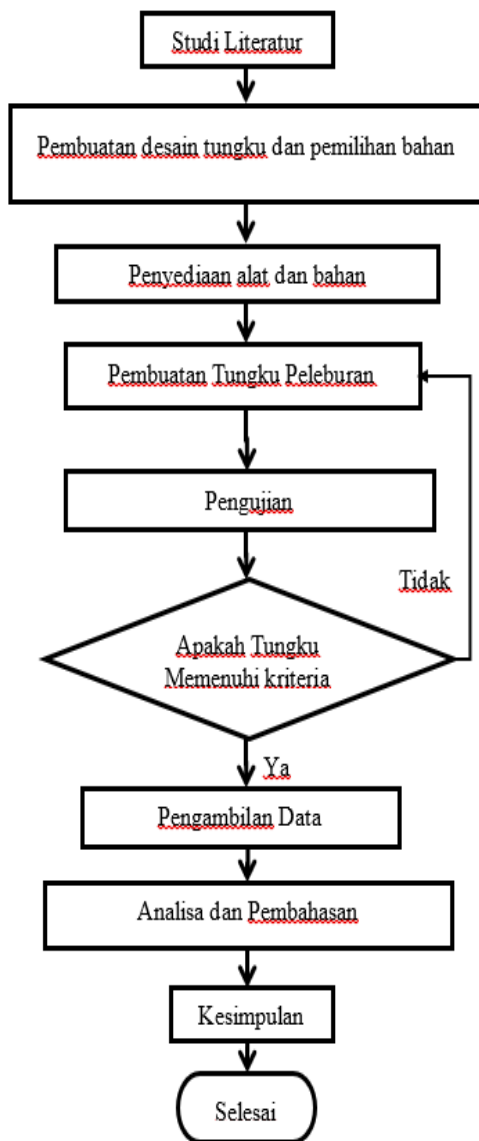 Studi Literatur
Pembuatan desain tungku dan pemilihan bahan
Penyediaan alat dan bahan
Pembuatan Tungku Peleburan
Pengujian
Tidak
Apakah Tungku
Memenuhi kriteria
Ya
Pengambilan Data
Analisa dan Pembahasan
Kesimpulan
Selesai